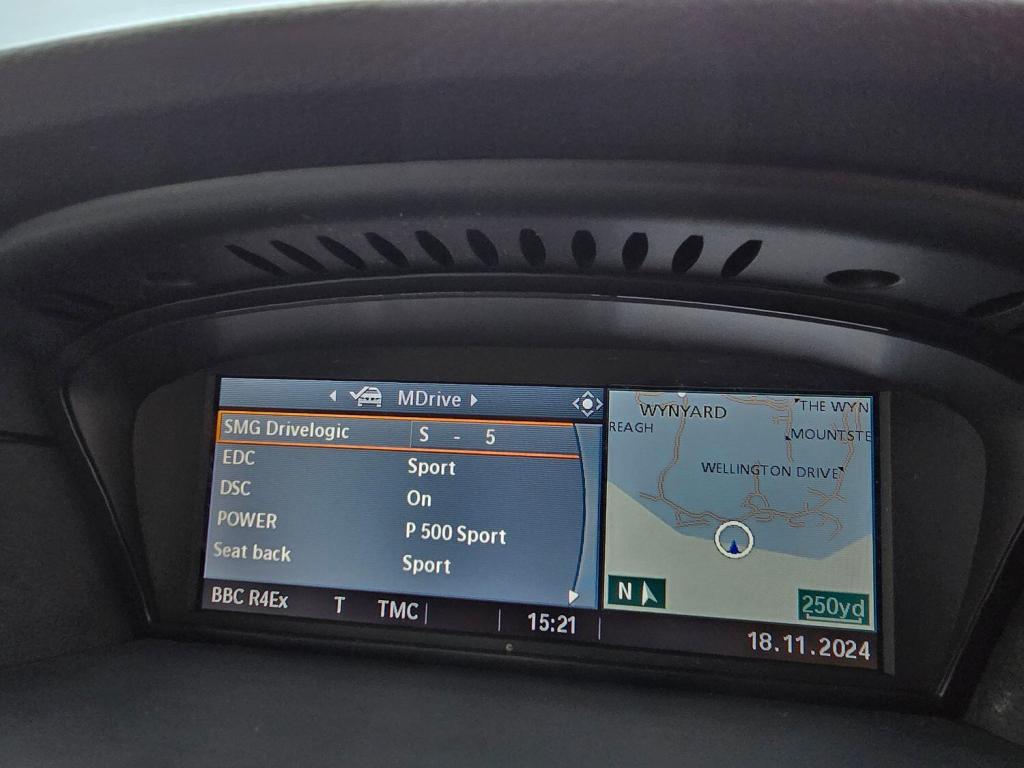 MDrive
SMG Drivelogic S - 5
EDC Sport
DSC On
POWER P 500 Sport
Seat back Sport
BBC R4Ex T TMC 15:21
WYNYARD
THE WYN
REAGH
MOUNTSTE
WELLINGTON DRIVE
N
250yd
18.11.2024